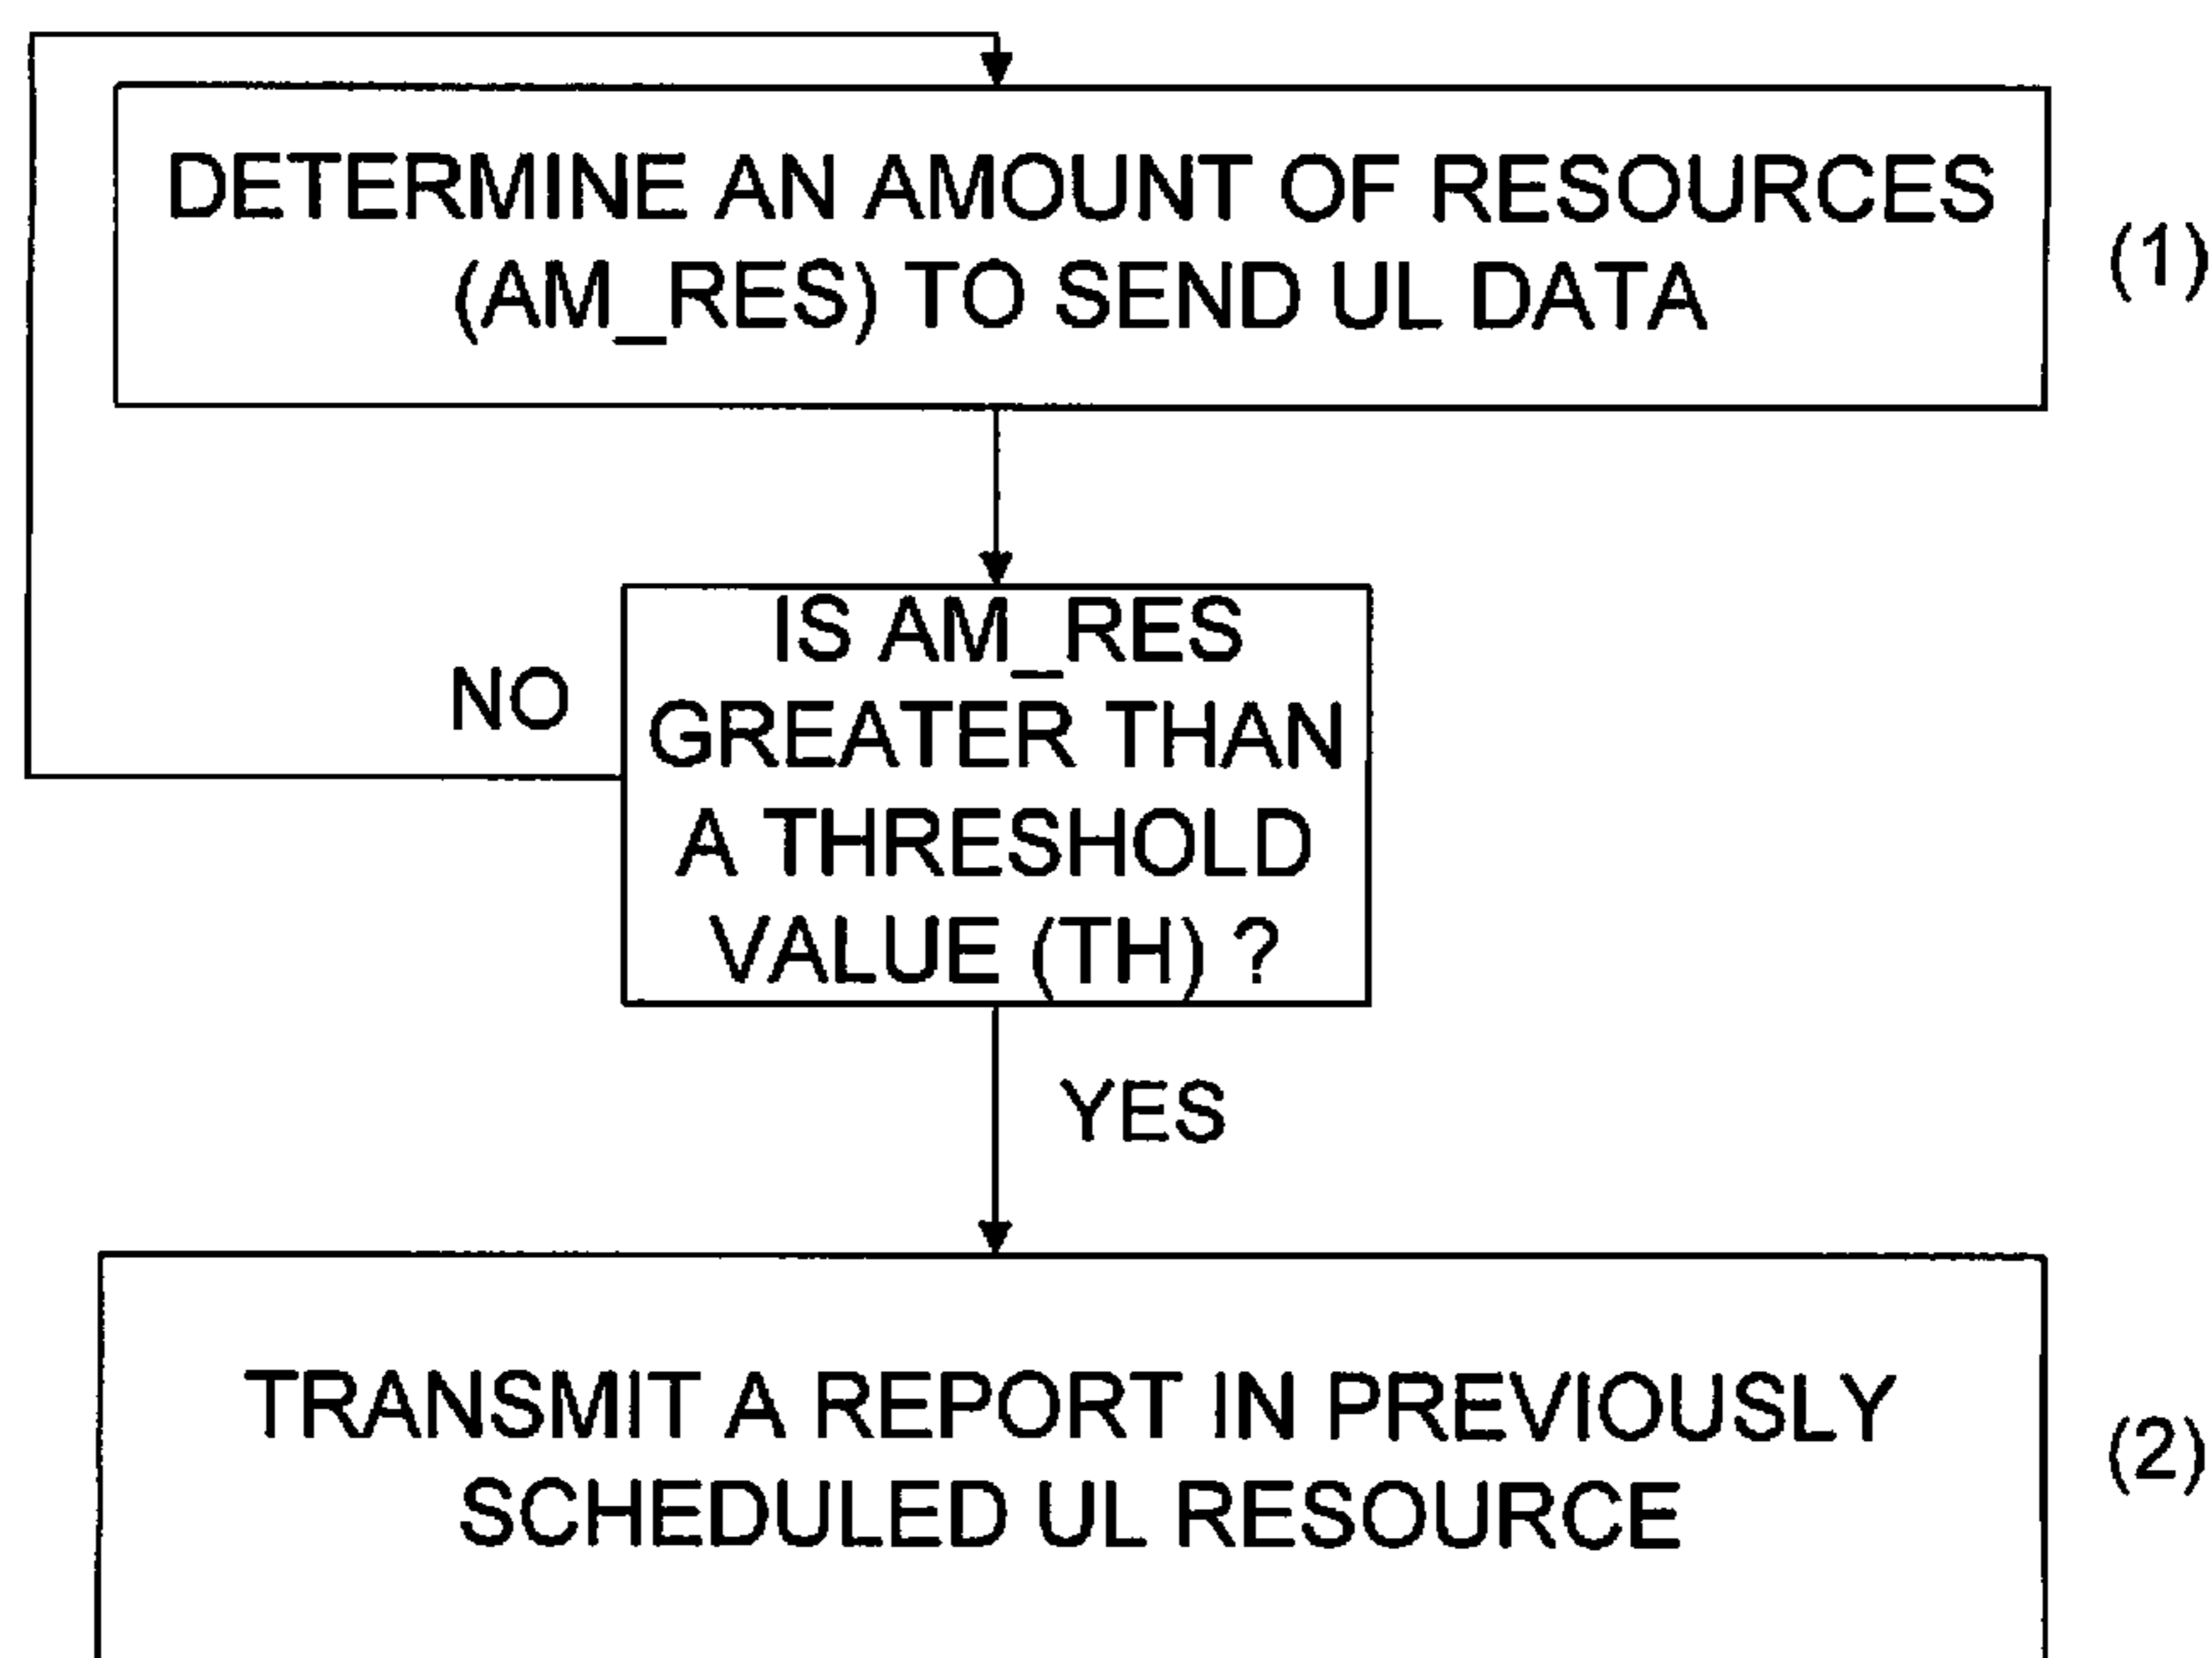 DETERMINE AN AMOUNT OF RESOURCES
(AM_RES) TO SEND UL DATA
(1)
IS AM_RES
GREATER THAN
A THRESHOLD
VALUE (TH) ?
NO
YES
TRANSMIT A REPORT IN PREVIOUSLY
SCHEDULED UL RESOURCE
(2)